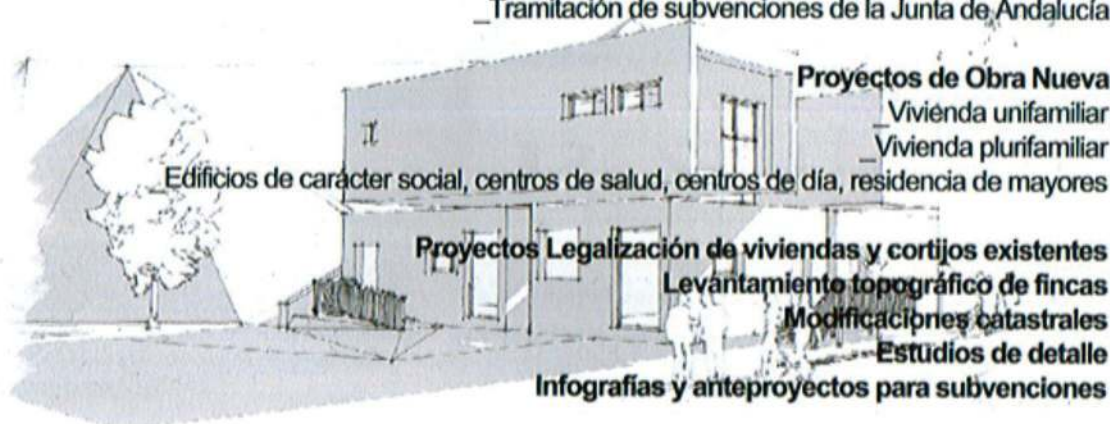 _Tramitación de subvenciones de la Junta de Andalucía
Proyectos de Obra Nueva
_Vivienda unifamiliar
_Vivienda plurifamiliar
_Edificios de carácter social, centros de salud, centros de día, residencia de mayores
Proyectos Legalización de viviendas y cortijos existentes
Levantamiento topográfico de fincas
Modificaciones catastrales
Estudios de detalle
Infografías y anteproyectos para subvenciones